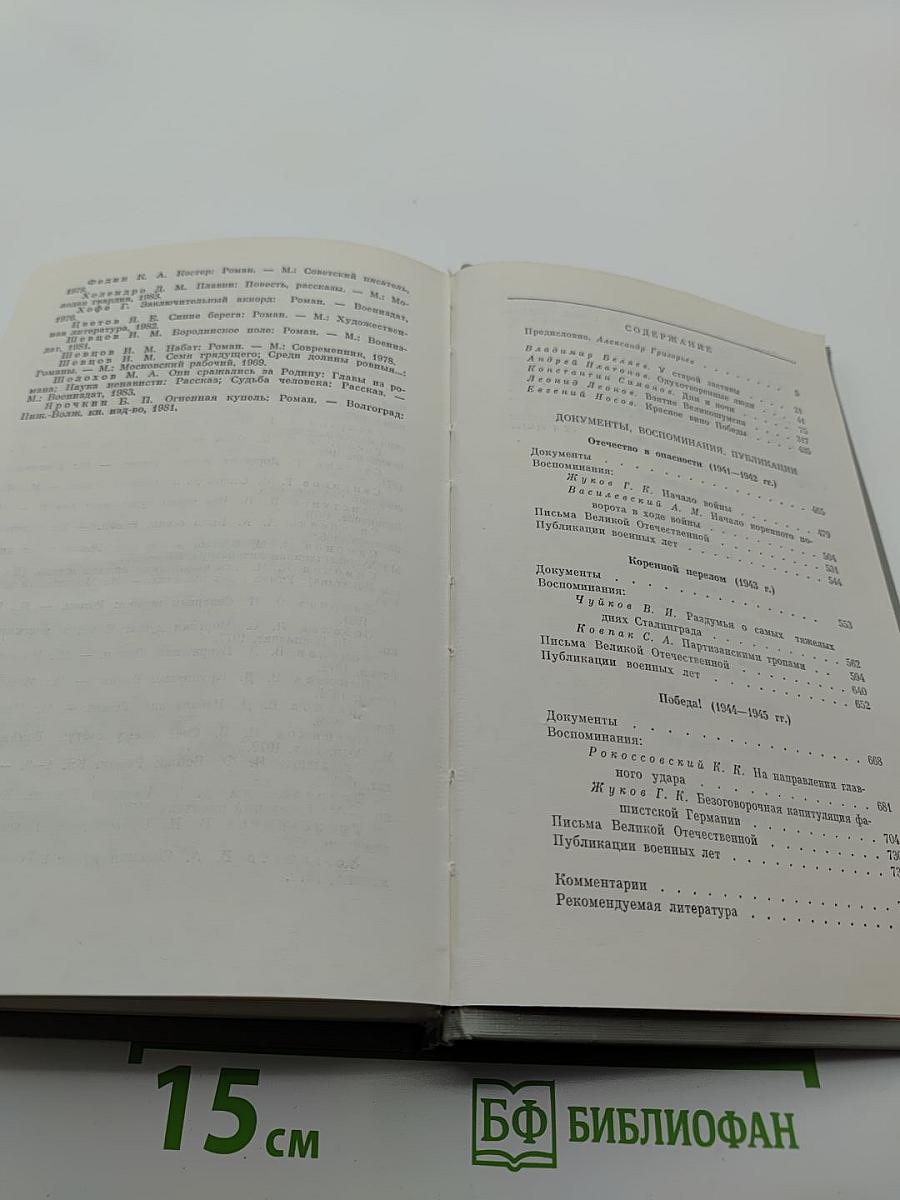 Федин К. А. Костер: Роман. — М.: Советский писатель,
1978.
Холендро Д. М. Плавни: Повесть, рассказы. — М.: Мо-
лодая гвардия, 1983.
Хофе Г. Заключительный аккорд: Роман. — Воениздат,
1976.
Цветов Я. Е. Синие берега: Роман. — М.: Художествен-
ная литература, 1982.
Шевцов И. М. Бородинское поле: Роман. — М.: Воениз-
дат, 1981.
Шевцов И. М. Набат: Роман. — М.: Современник, 1978.
Шевцов И. М. Семя грядущего; Среди долины ровныя...:
Романы. — М.: Московский рабочий, 1969.
Шолохов М. А. Они сражались за Родину: Главы из ро-
мана; Наука ненависти: Рассказ; Судьба человека: Рассказ. —
М.: Воениздат, 1983.
Ярочкин Б. П. Огненная купель: Роман. — Волгоград:
Ниж.-Волж. кн. изд-во, 1981.
СОДЕРЖАНИЕ
Предисловие. Александр Григорьев . . . 5
Владимир Беляев. У старой заставы . . . 21
Андрей Платонов. Одухотворенные люди . . . 44
Константин Симонов. Дни и ночи . . . 75
Леонид Леонов. Взятие Великошумска . . . 317
Евгений Носов. Красное вино Победы . . . 435
ДОКУМЕНТЫ, ВОСПОМИНАНИЯ, ПУБЛИКАЦИИ
Отечество в опасности (1941—1942 гг.)
Документы . . . 465
Воспоминания:
Жуков Г. К. Начало войны . . . 479
Василевский А. М. Начало коренного по-
ворота в ходе войны . . . 504
Письма Великой Отечественной . . . 531
Публикации военных лет . . . 544
Коренной перелом (1943 г.)
Документы . . . 553
Воспоминания:
Чуйков В. И. Раздумья о самых тяжелых
днях Сталинграда . . . 562
Ковпак С. А. Партизанскими тропами . . . 594
Письма Великой Отечественной . . . 640
Публикации военных лет . . . 652
Победа! (1944—1945 гг.)
Документы . . . 668
Воспоминания:
Рокоссовский К. К. На направлении глав-
ного удара . . . 681
Жуков Г. К. Безоговорочная капитуляция фа-
шистской Германии . . . 704
Письма Великой Отечественной . . . 730
Публикации военных лет . . .
Комментарии . . .
Рекомендуемая литература . . .
15 см
БФ БИБЛИОФАН